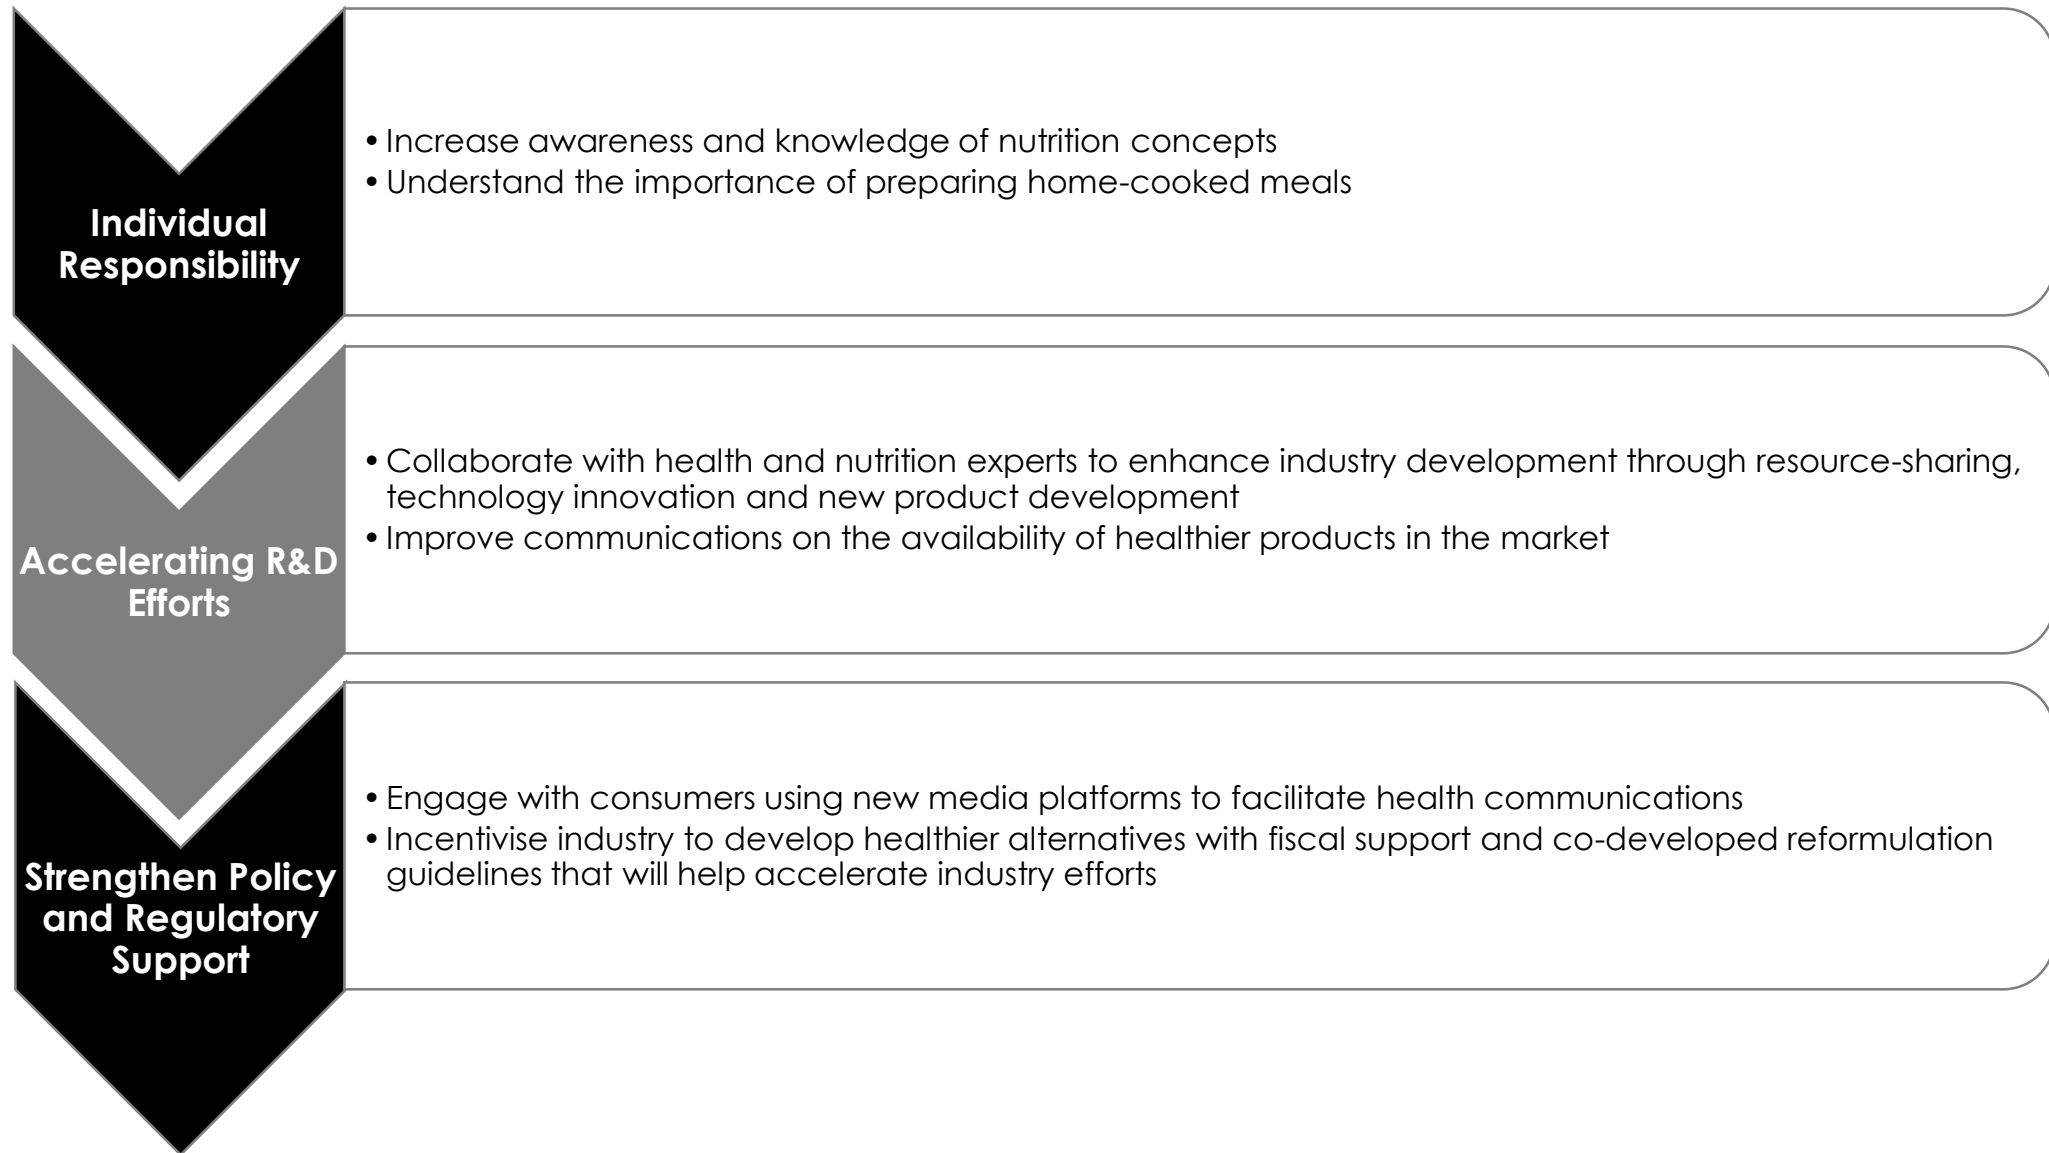 Individual
Responsibility
• Increase awareness and knowledge of nutrition concepts
• Understand the importance of preparing home-cooked meals
Accelerating R&D
Efforts
• Collaborate with health and nutrition experts to enhance industry development through resource-sharing,
technology innovation and new product development
• Improve communications on the availability of healthier products in the market
Strengthen Policy
and Regulatory
Support
• Engage with consumers using new media platforms to facilitate health communications
• Incentivise industry to develop healthier alternatives with fiscal support and co-developed reformulation
guidelines that will help accelerate industry efforts